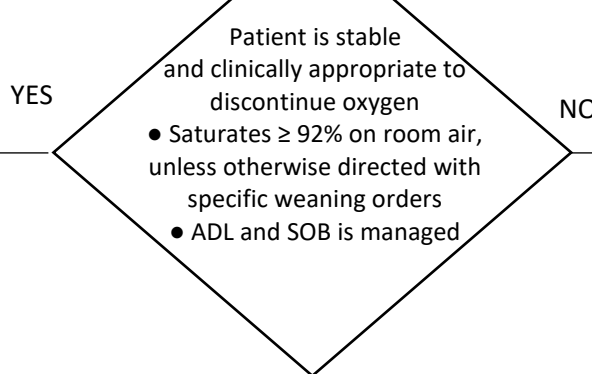 Patient is stable
and clinically appropriate to
discontinue oxygen
● Saturates ≥ 92% on room air,
unless otherwise directed with
specific weaning orders
● ADL and SOB is managed
YES
NO